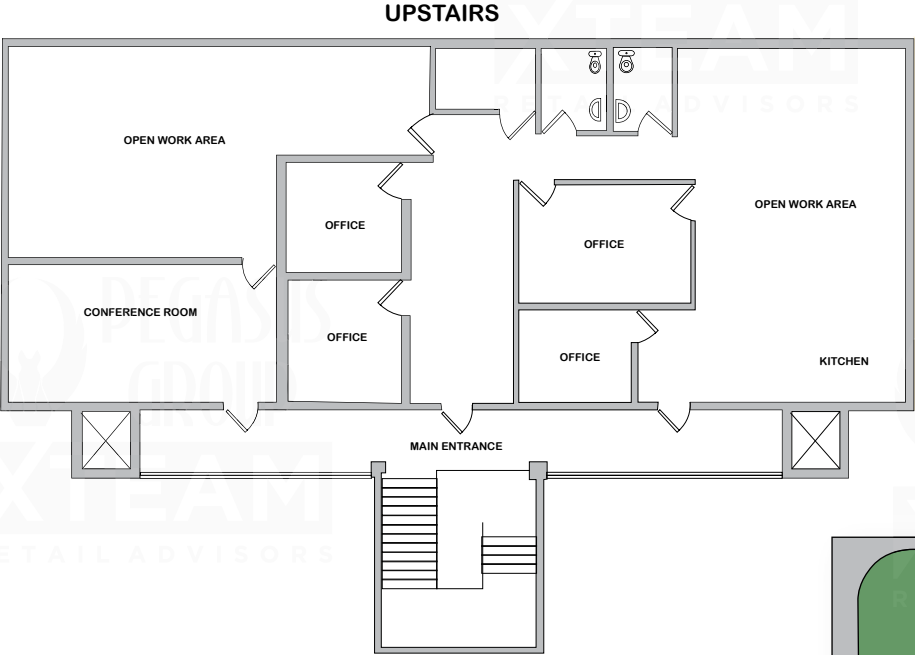 UPSTAIRS
XTEAM
RETAIL ADVISORS
OPEN WORK AREA
OPEN WORK AREA
OFFICE
OFFICE
CONFERENCE ROOM
PEGASUS
GROUP
OFFICE
OFFICE
KITCHEN
MAIN ENTRANCE
XTEAM
RETAIL ADVISORS